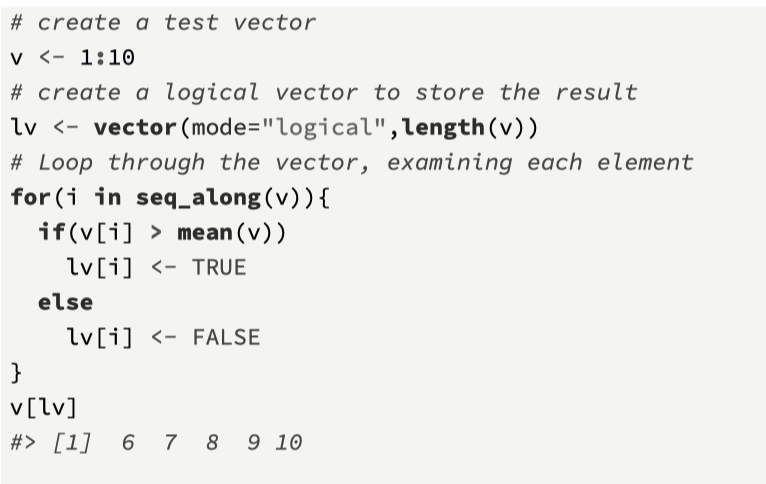 # create a test vector
v <- 1:10
# create a logical vector to store the result
lv <- vector(mode="logical",length(v))
# Loop through the vector, examining each element
for(i in seq_along(v)){
  if(v[i] > mean(v))
    lv[i] <- TRUE
  else
    lv[i] <- FALSE
}
v[lv]
#> [1]  6  7  8  9 10